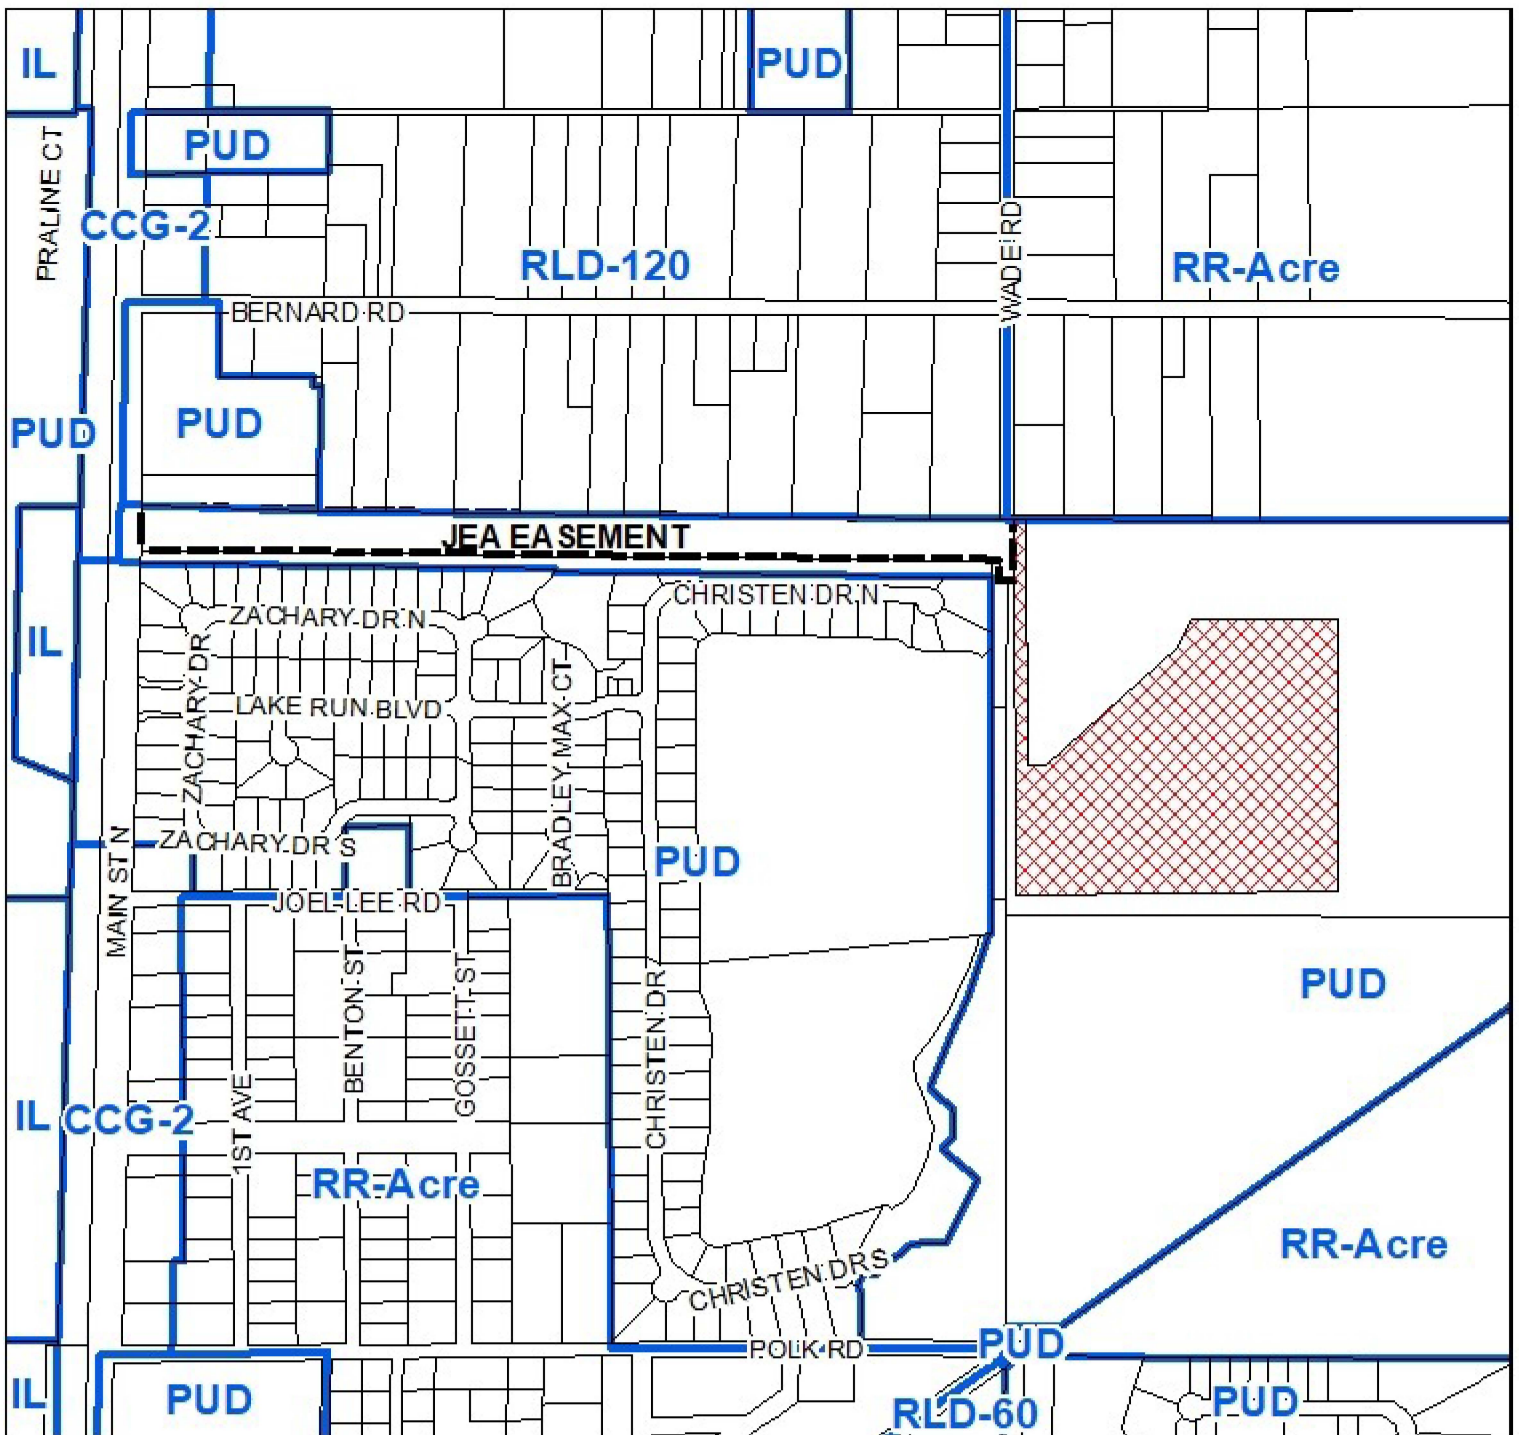 IL
PUD
PRALINE CT
PUD
CCG-2
RLD-120
WADE RD
RR-Acre
BERNARD RD
PUD
PUD
JEA EASEMENT
CHRISTEN DR N
ZACHARY DR N
IL
ZACHARY DR
LAKE RUN BLVD
BRADLEY MAX CT
ZACHARY DR S
MAIN ST N
PUD
JOEL LEE RD
BENTON ST
GOSSETT ST
CHRISTEN DR
PUD
IL
CCG-2
1ST AVE
RR-Acre
RR-Acre
CHRISTEN DR S
POLK RD
PUD
IL
PUD
RLD-60
PUD